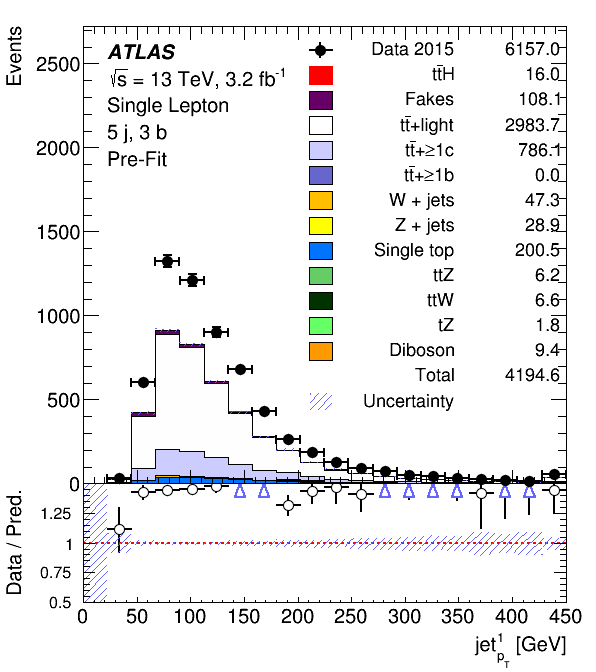 Events
2500
2000
1500
1000
500
0
ATLAS
√s = 13 TeV, 3.2 fb-1
Single Lepton
5 j, 3 b
Pre-Fit
Data 2015 6157.0
tt̄H 16.0
Fakes 108.1
tt̄+light 2983.7
tt̄+≥1c 786.1
tt̄+≥1b 0.0
W + jets 47.3
Z + jets 28.9
Single top 200.5
ttZ 6.2
ttW 6.6
tZ 1.8
Diboson 9.4
Total 4194.6
Uncertainty
Data / Pred.
1.25
1
0.75
0.5
0 50 100 150 200 250 300 350 400 450
jet1pT [GeV]